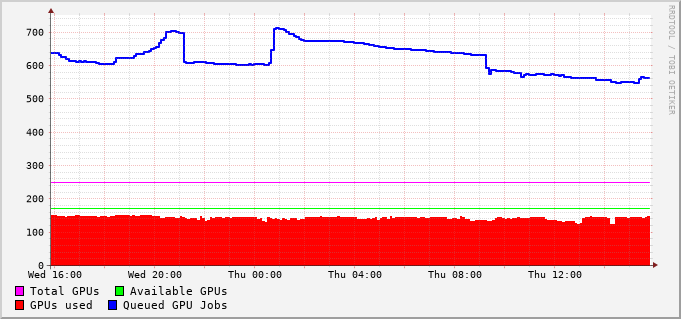 RRDTOOL / TOBI OETIKER
700
600
500
400
300
200
100
0
Wed 16:00 Wed 20:00 Thu 00:00 Thu 04:00 Thu 08:00 Thu 12:00
Total GPUs Available GPUs
GPUs used Queued GPU Jobs